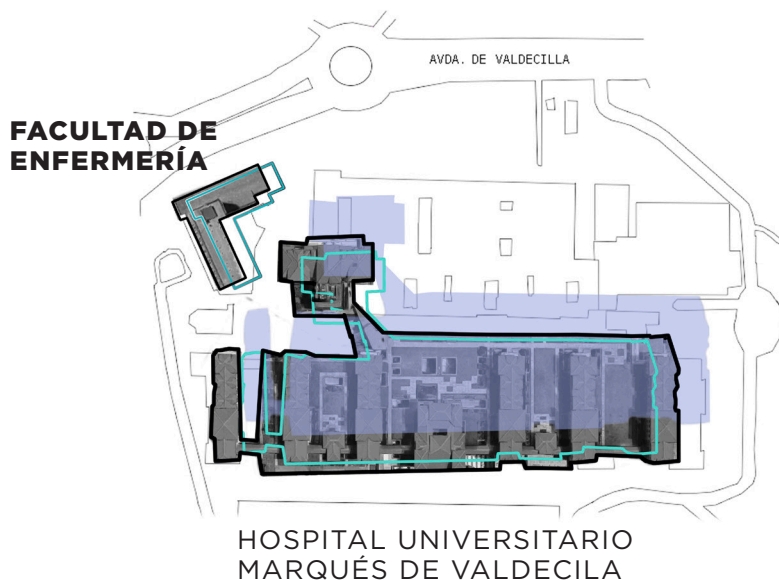 AVDA. DE VALDECILLA
FACULTAD DE
ENFERMERÍA
HOSPITAL UNIVERSITARIO
MARQUÉS DE VALDECILA